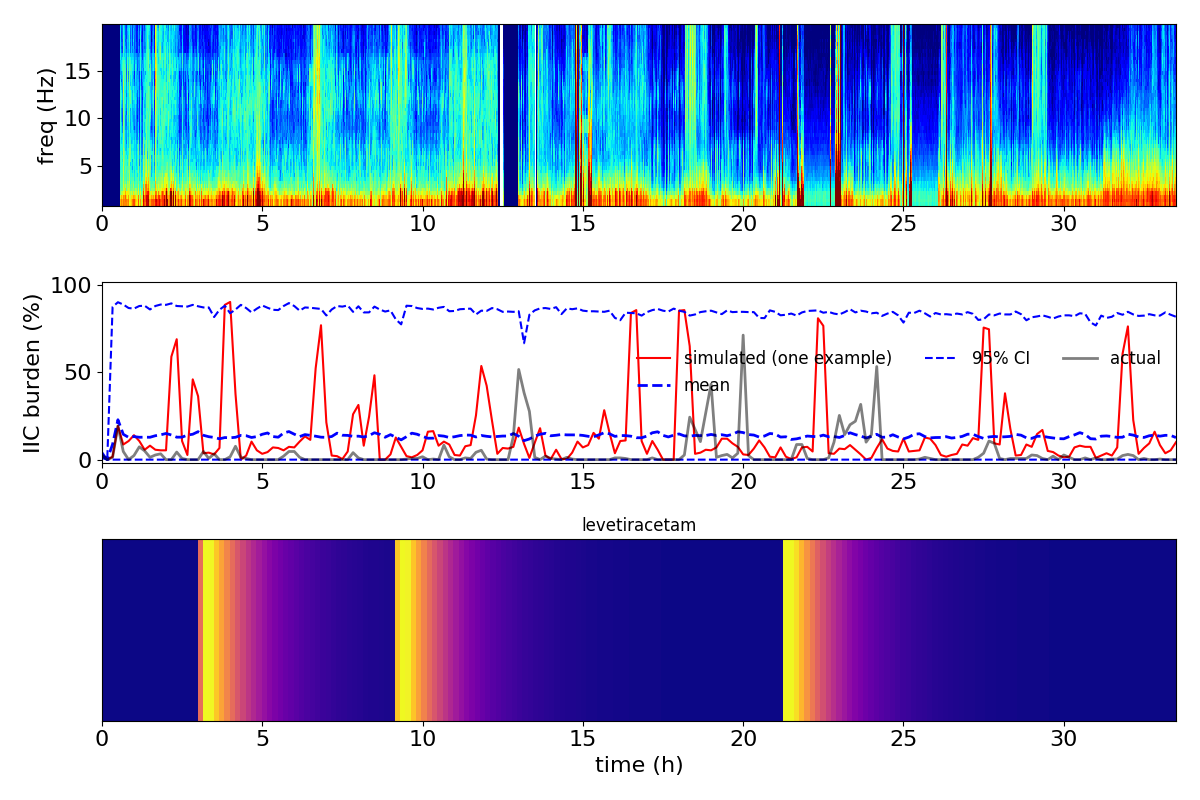 freq (Hz)
15
10
5
0 5 10 15 20 25 30
IIC burden (%)
100
50
0
simulated (one example) 95% CI actual
mean
0 5 10 15 20 25 30
levetiracetam
0 5 10 15 20 25 30
time (h)